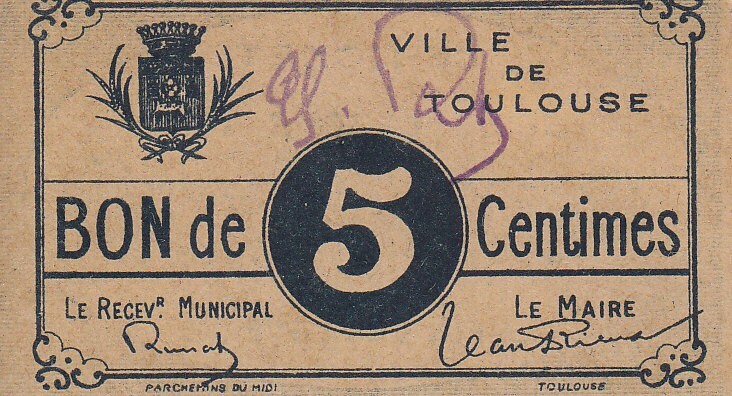 VILLE
DE
TOULOUSE
BON de 5 Centimes
LE RECEVR. MUNICIPAL
LE MAIRE
PARCHEMINS DU MIDI
TOULOUSE